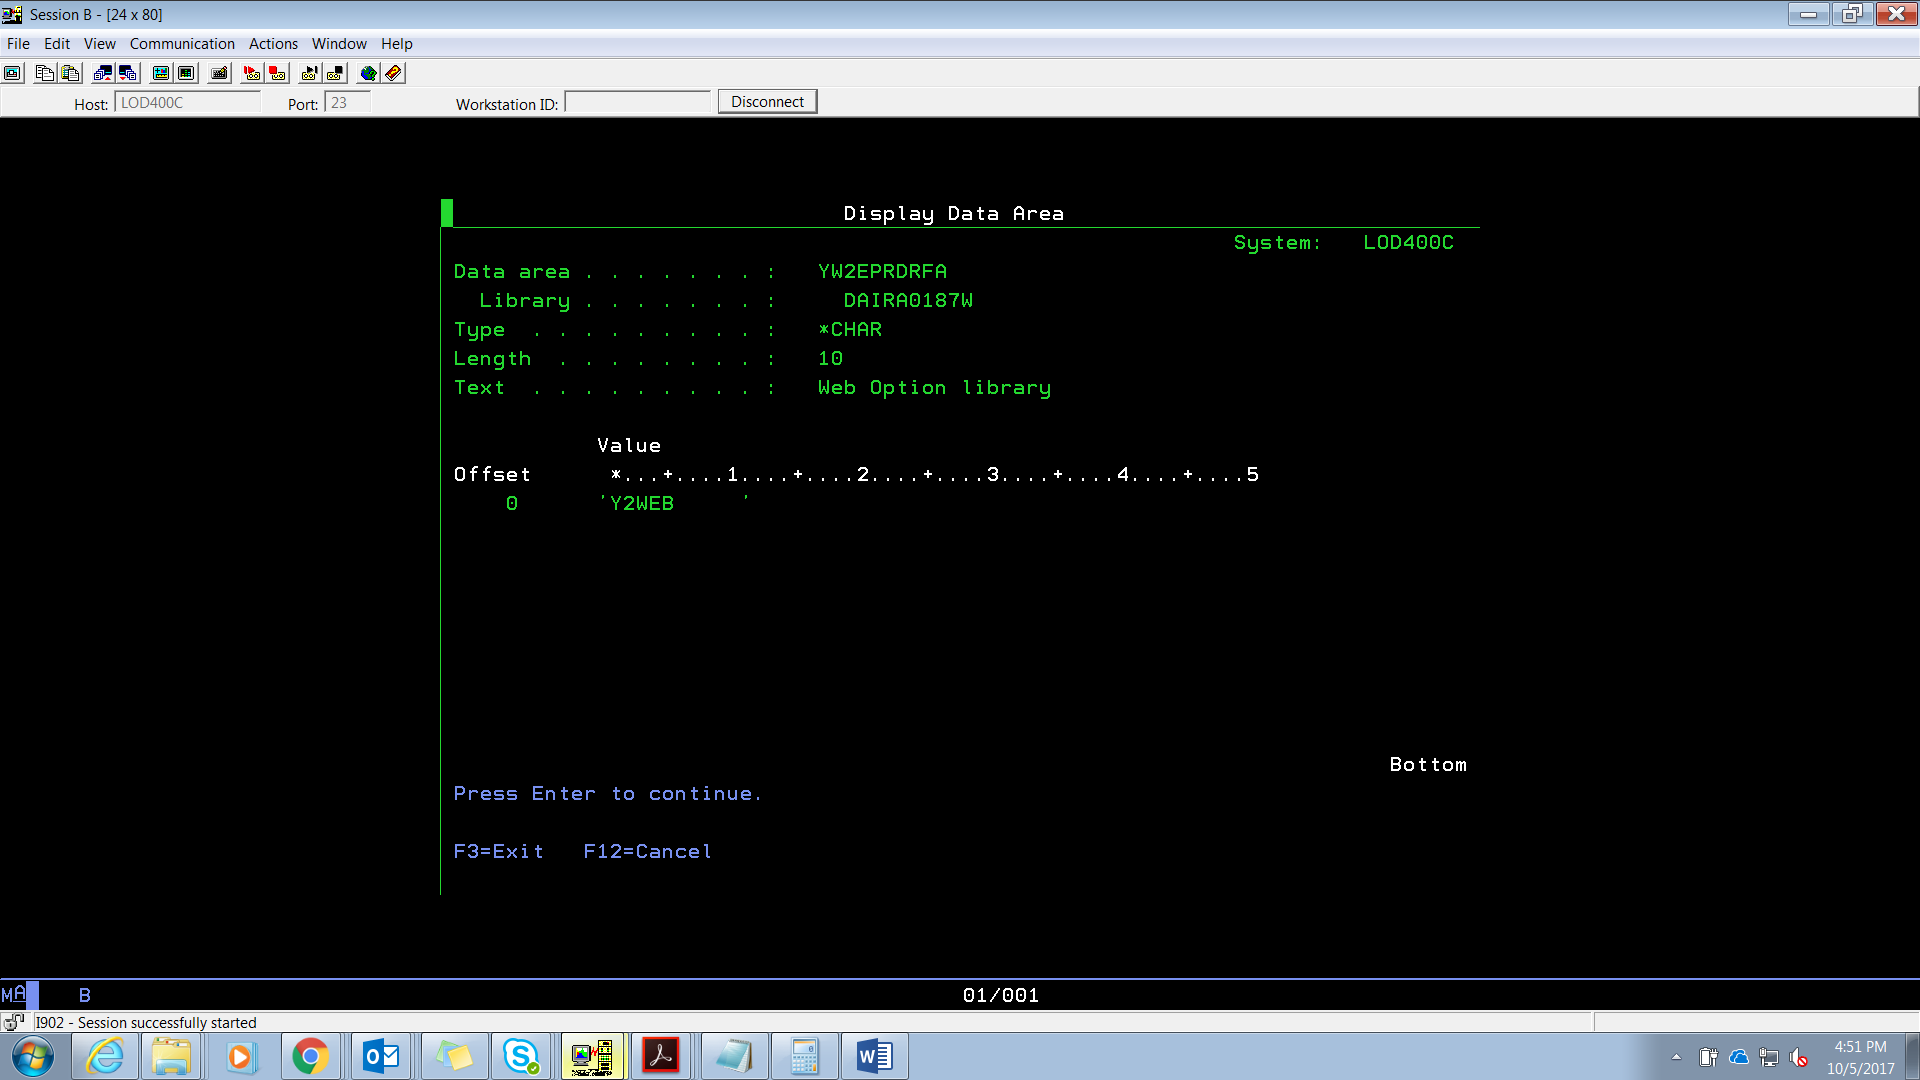 Session B - [24 x 80]
File Edit View Communication Actions Window Help
Host: LOD400C Port: 23 Workstation ID: Disconnect
Display Data Area
System: LOD400C
Data area . . . . . . . : YW2EPRDRFA
Library . . . . . . . : DAIRA0187W
Type . . . . . . . . . : *CHAR
Length . . . . . . . . : 10
Text . . . . . . . . . : Web Option library
Value
Offset *...+....1....+....2....+....3....+....4....+....5
0 'Y2WEB     '
Bottom
Press Enter to continue.
F3=Exit F12=Cancel
MA B 01/001
I902 - Session successfully started
4:51 PM
10/5/2017